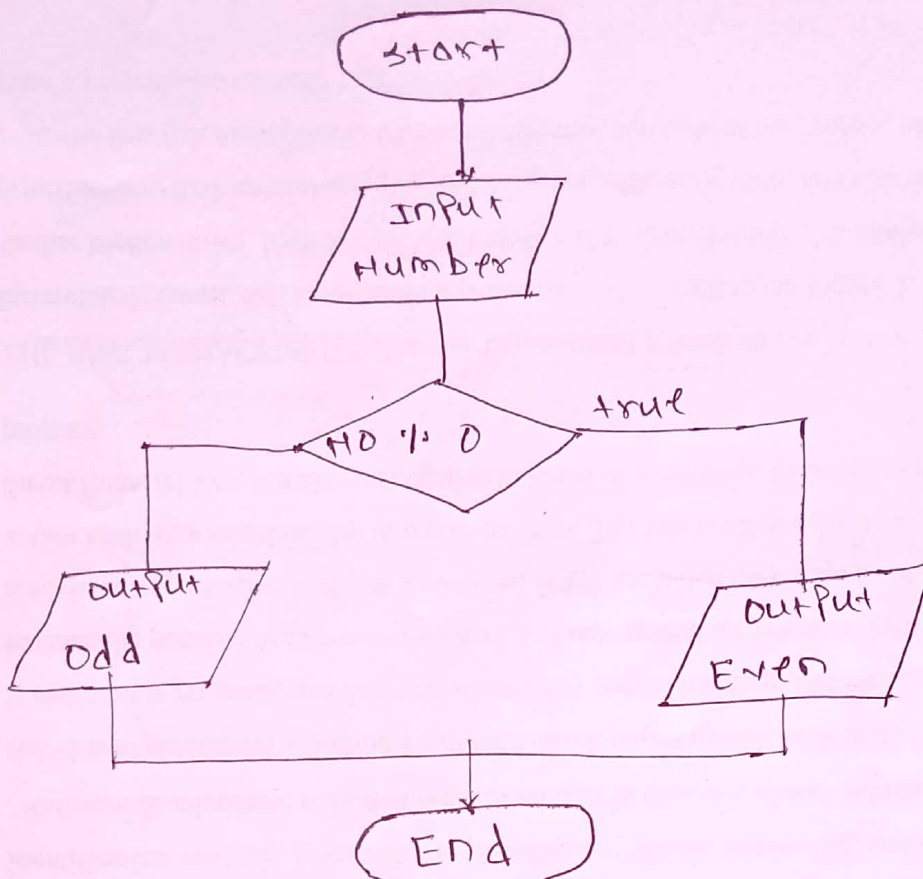 Start
Input
Number
No % 0
true
Output
Odd
Output
Even
End